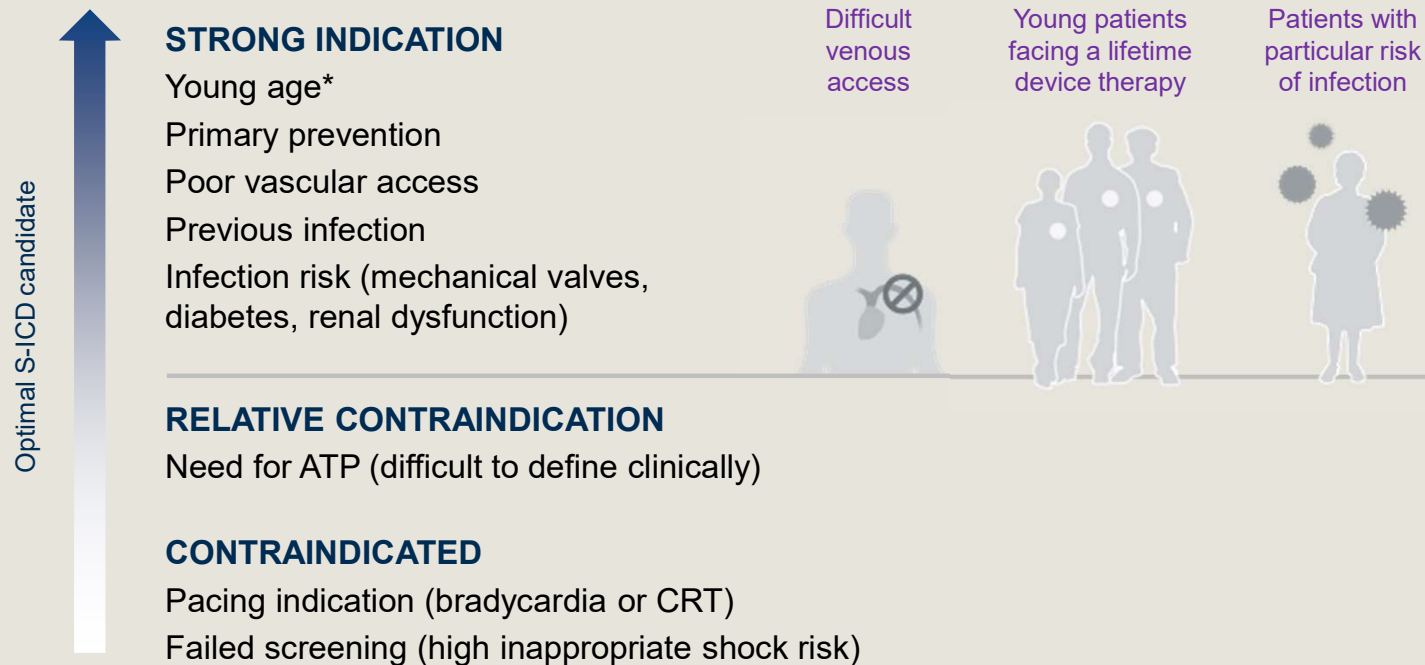 Optimal S-ICD candidate
STRONG INDICATION
Young age*
Primary prevention
Poor vascular access
Previous infection
Infection risk (mechanical valves,
diabetes, renal dysfunction)
Difficult
venous
access
Young patients
facing a lifetime
device therapy
Patients with
particular risk
of infection
RELATIVE CONTRAINDICATION
Need for ATP (difficult to define clinically)
CONTRAINDICATED
Pacing indication (bradycardia or CRT)
Failed screening (high inappropriate shock risk)